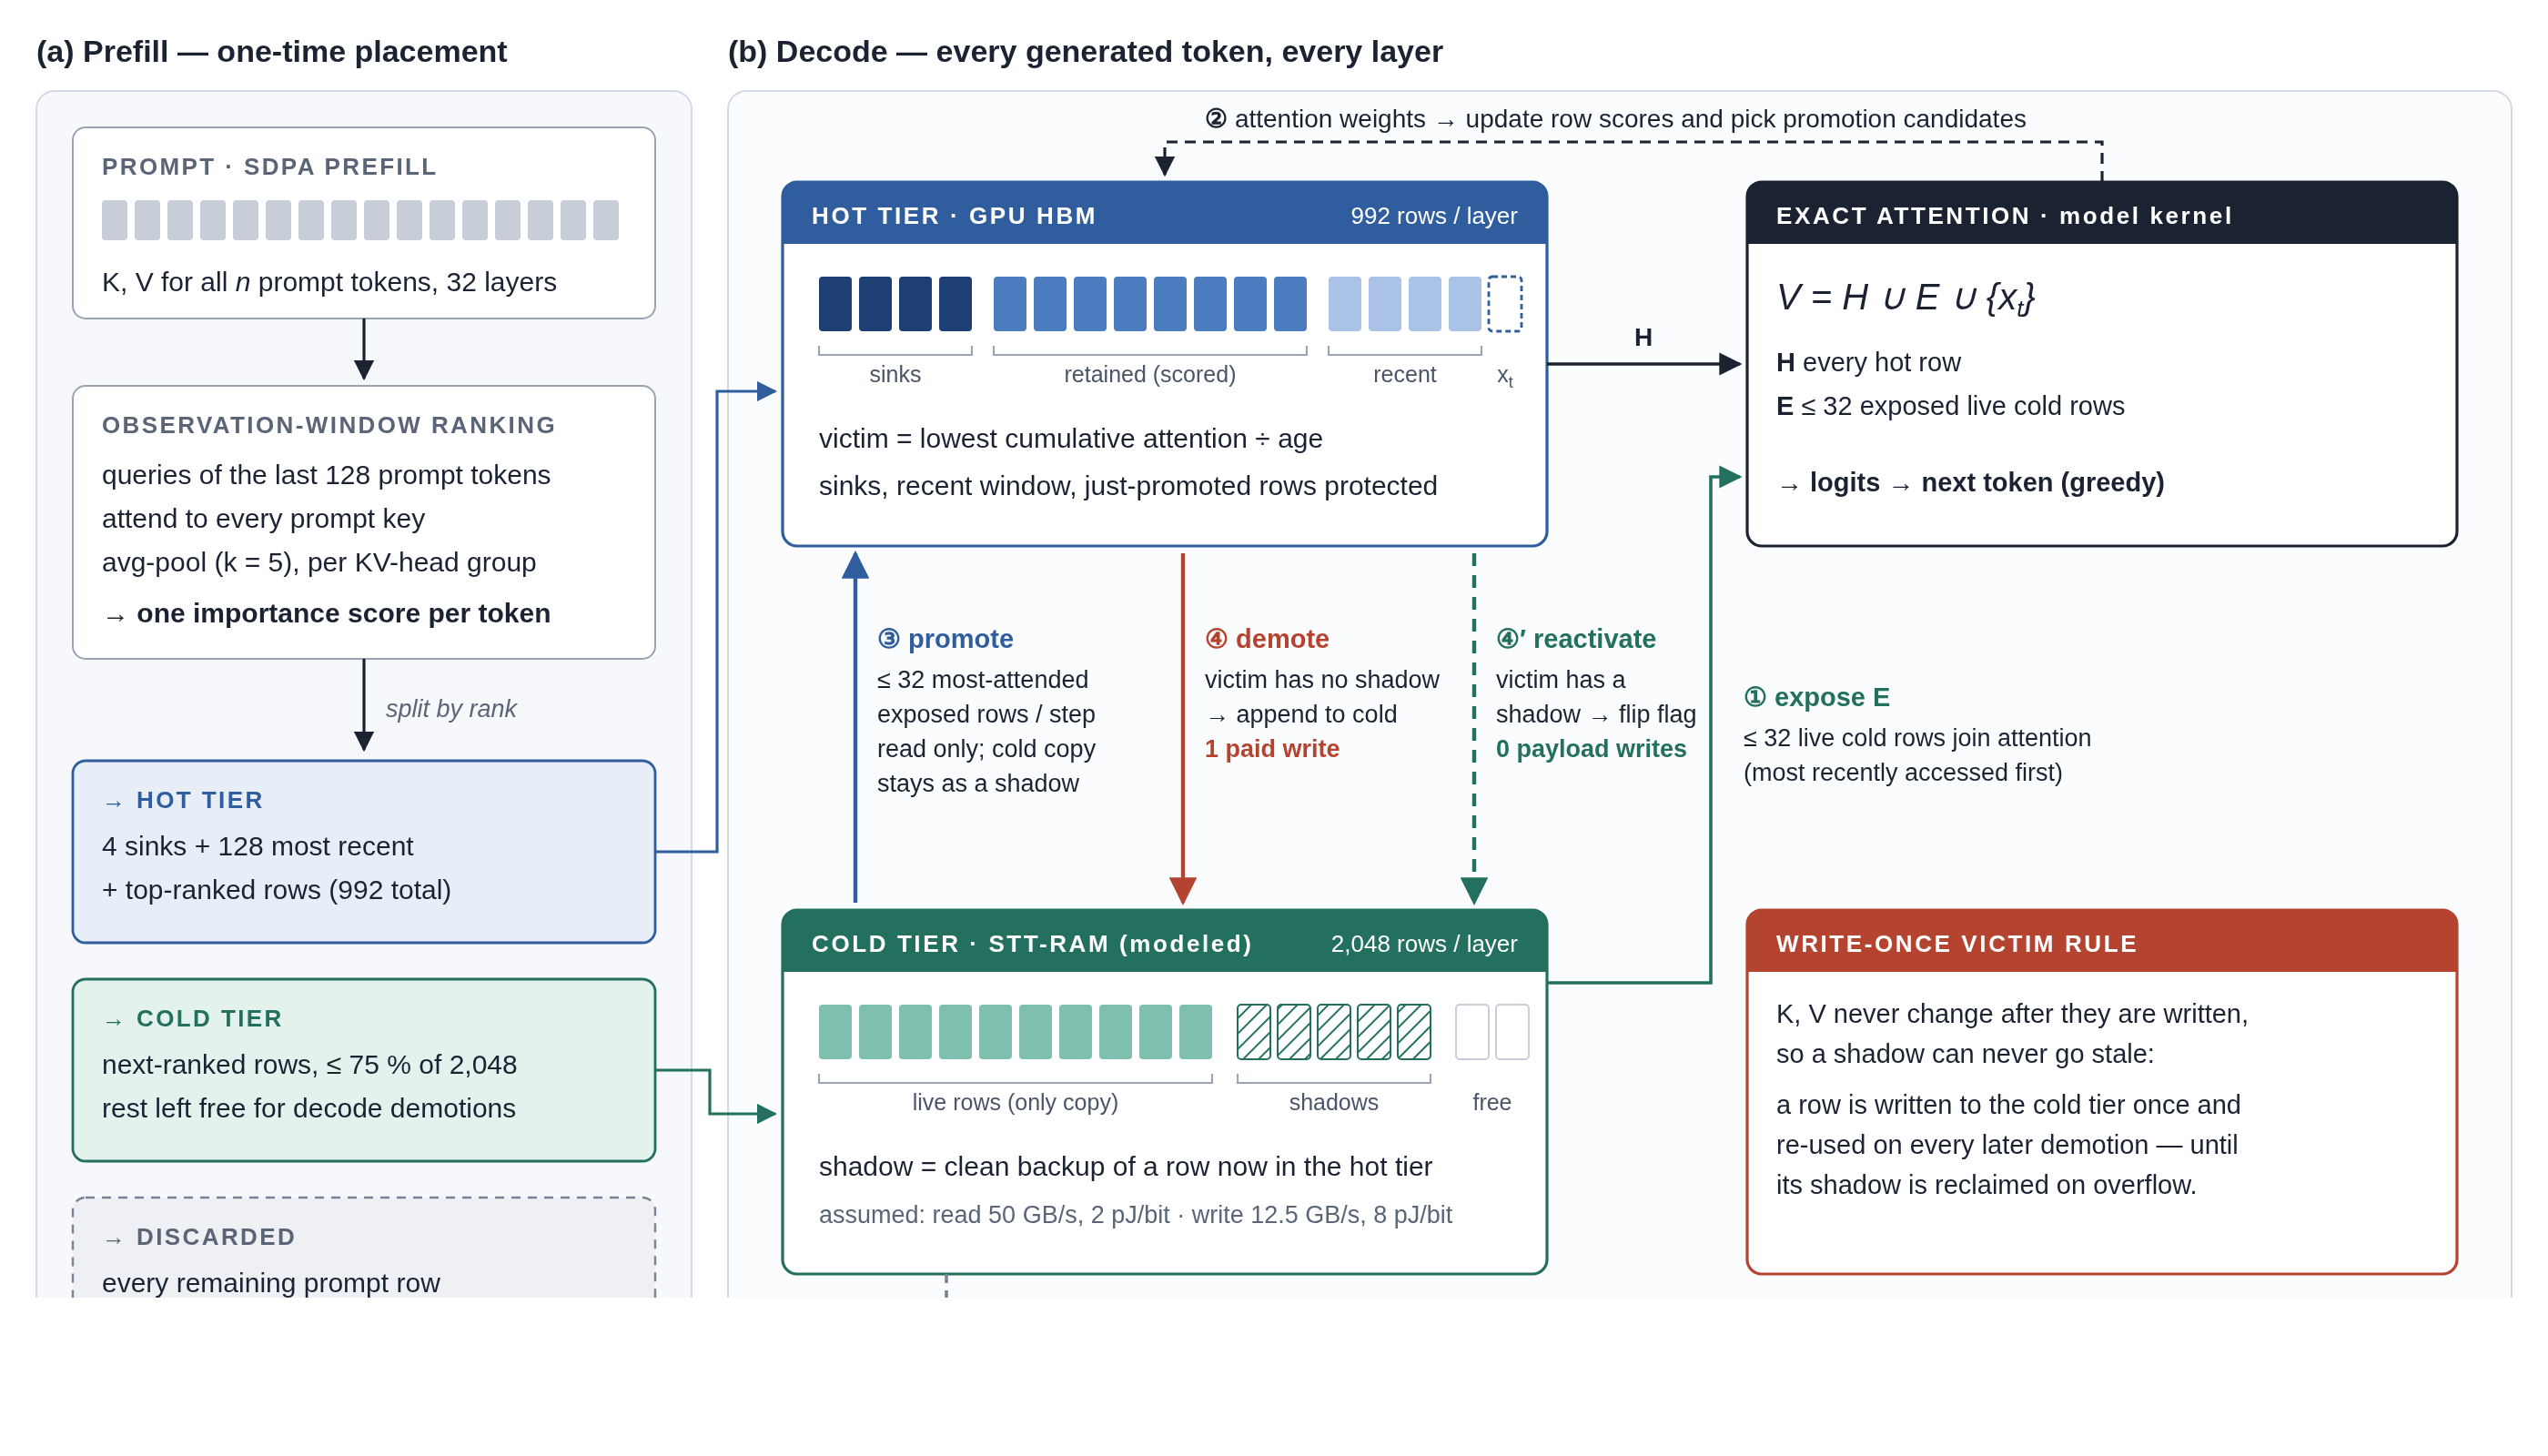 (a) Prefill — one-time placement
PROMPT · SDPA PREFILL
K, V for all n prompt tokens, 32 layers
OBSERVATION-WINDOW RANKING
queries of the last 128 prompt tokens
attend to every prompt key
avg-pool (k = 5), per KV-head group
→ one importance score per token
split by rank
→ HOT TIER
4 sinks + 128 most recent
+ top-ranked rows (992 total)
→ COLD TIER
next-ranked rows, ≤ 75 % of 2,048
rest left free for decode demotions
→ DISCARDED
every remaining prompt row
(b) Decode — every generated token, every layer
② attention weights → update row scores and pick promotion candidates
HOT TIER · GPU HBM 992 rows / layer
sinks retained (scored) recent xₜ
victim = lowest cumulative attention ÷ age
sinks, recent window, just-promoted rows protected
H
EXACT ATTENTION · model kernel
V = H ∪ E ∪ {xₜ}
H every hot row
E ≤ 32 exposed live cold rows
→ logits → next token (greedy)
③ promote
≤ 32 most-attended
exposed rows / step
read only; cold copy
stays as a shadow
④ demote
victim has no shadow
→ append to cold
1 paid write
④′ reactivate
victim has a
shadow → flip flag
0 payload writes
① expose E
≤ 32 live cold rows join attention
(most recently accessed first)
COLD TIER · STT-RAM (modeled) 2,048 rows / layer
live rows (only copy) shadows free
shadow = clean backup of a row now in the hot tier
assumed: read 50 GB/s, 2 pJ/bit · write 12.5 GB/s, 8 pJ/bit
WRITE-ONCE VICTIM RULE
K, V never change after they are written,
so a shadow can never go stale:
a row is written to the cold tier once and
re-used on every later demotion — until
its shadow is reclaimed on overflow.